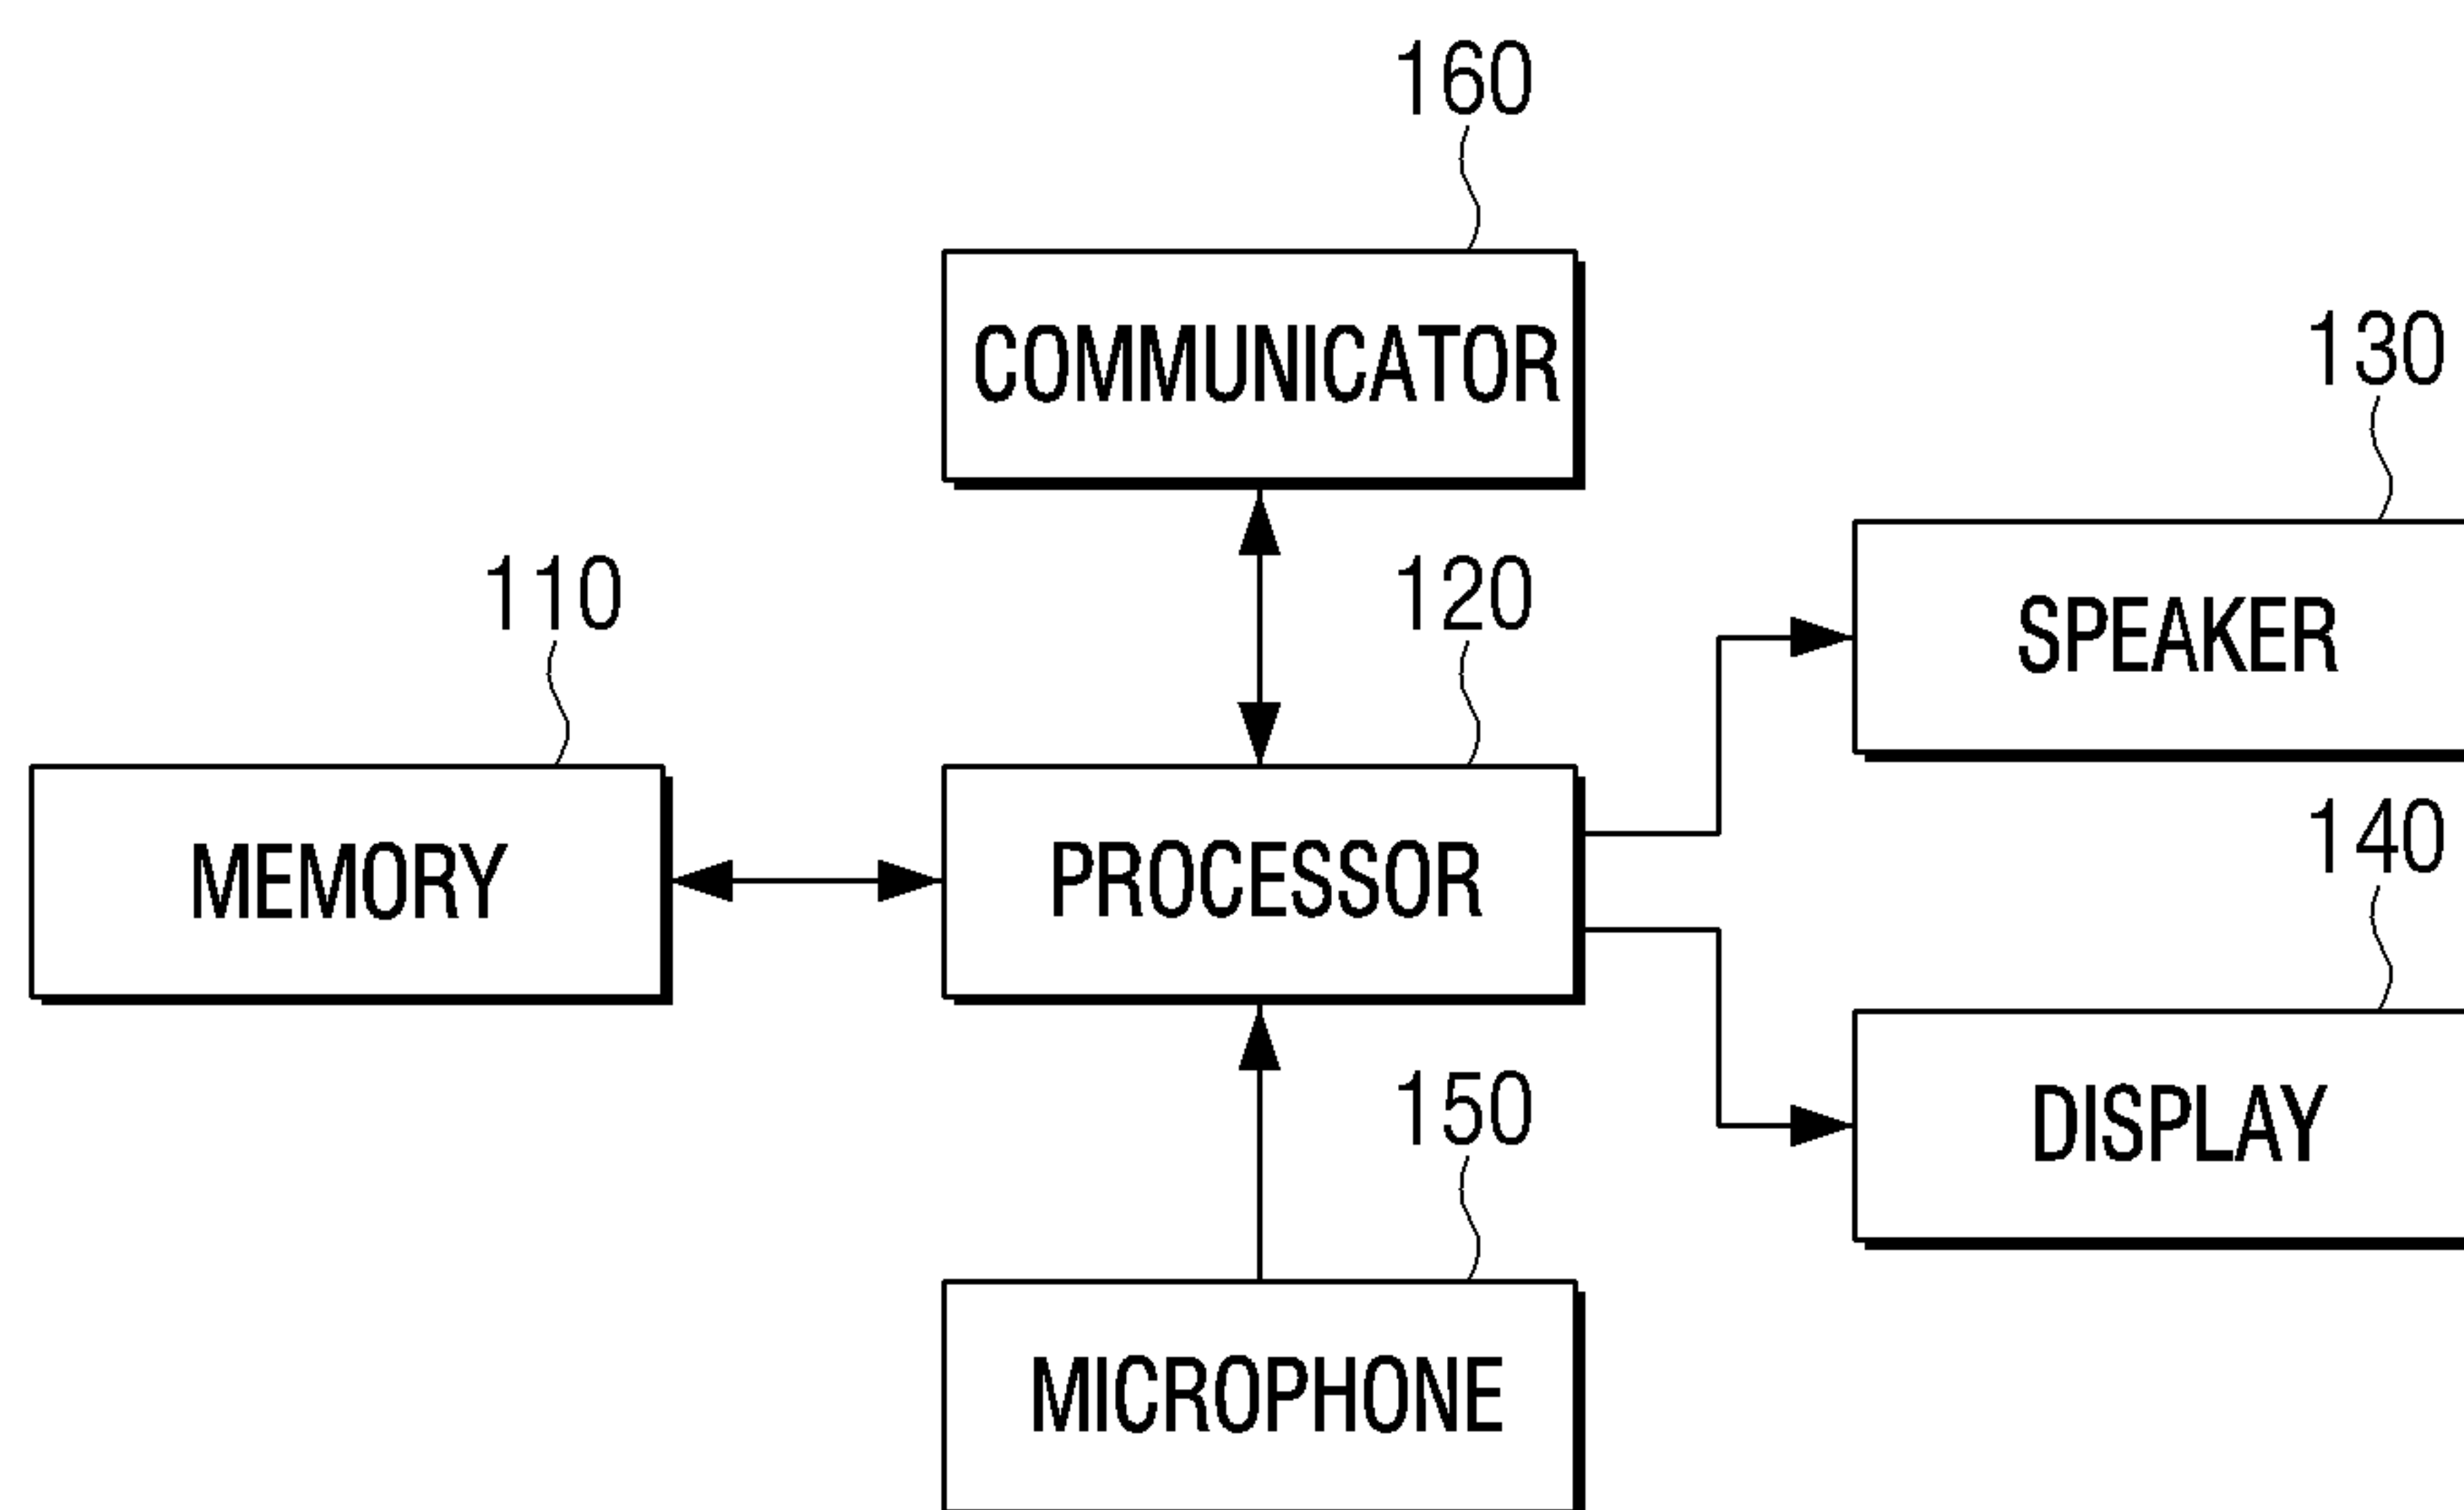 160
COMMUNICATOR
130
SPEAKER
110
120
MEMORY
PROCESSOR
140
DISPLAY
150
MICROPHONE